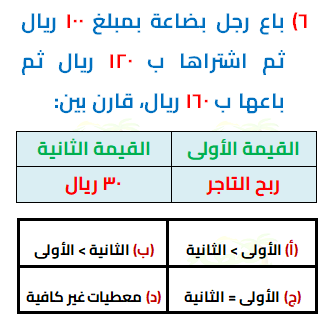 ٦) باع رجل بضاعة بمبلغ ١٠٠ ريال
ثم اشتراها ب ١٢٠ ريال ثم
باعها ب ١٦٠ ريال، قارن بين:
القيمة الأولى القيمة الثانية
ربح التاجر ٣٠ ريال
(أ) الأولى > الثانية (ب) الثانية > الأولى
(ج) الأولى = الثانية (د) معطيات غير كافية